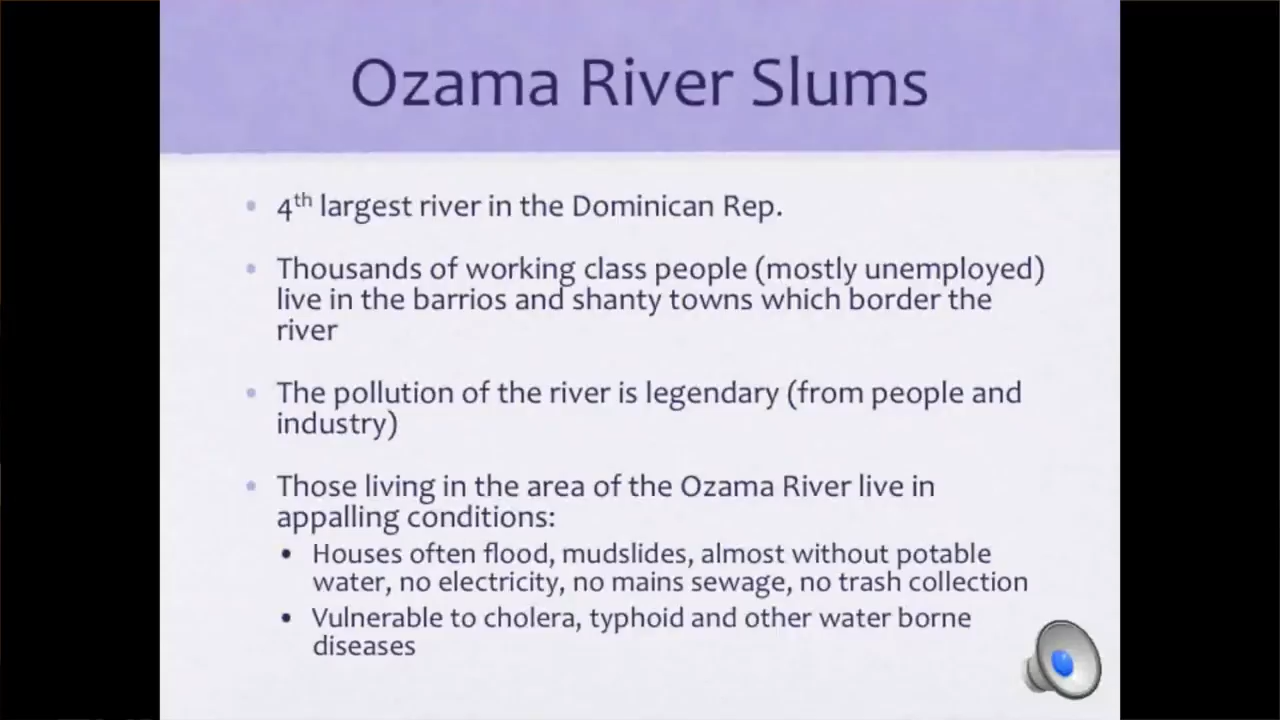 Ozama River Slums
• 4th largest river in the Dominican Rep.
• Thousands of working class people (mostly unemployed)
live in the barrios and shanty towns which border the
river
• The pollution of the river is legendary (from people and
industry)
• Those living in the area of the Ozama River live in
appalling conditions:
• Houses often flood, mudslides, almost without potable
water, no electricity, no mains sewage, no trash collection
• Vulnerable to cholera, typhoid and other water borne
diseases